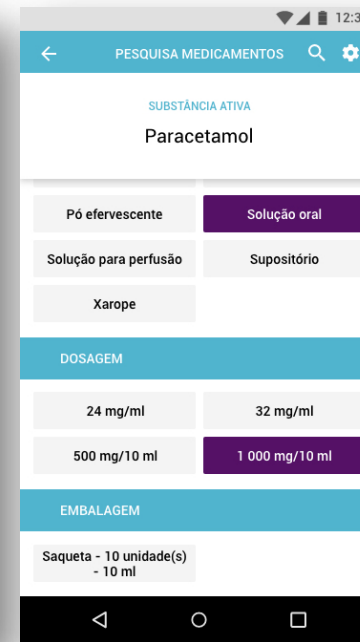 12:3
PESQUISA MEDICAMENTOS
SUBSTÂNCIA ATIVA
Paracetamol
Pó efervescente
Solução oral
Solução para perfusão
Supositório
Xarope
DOSAGEM
24 mg/ml
32 mg/ml
500 mg/10 ml
1 000 mg/10 ml
EMBALAGEM
Saqueta - 10 unidade(s)
- 10 ml